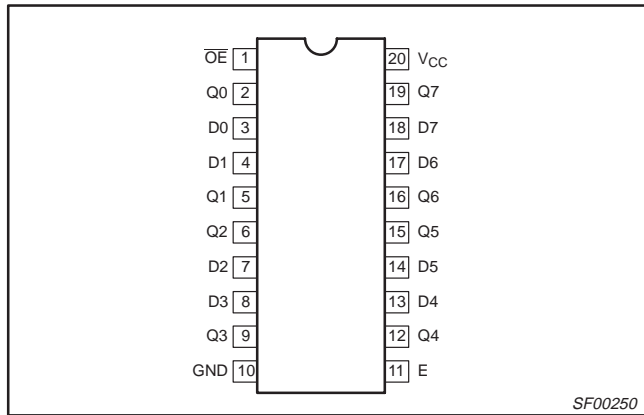 O̅E̅ 1 20 VCC
Q0 2 19 Q7
D0 3 18 D7
D1 4 17 D6
Q1 5 16 Q6
Q2 6 15 Q5
D2 7 14 D5
D3 8 13 D4
Q3 9 12 Q4
GND 10 11 E
SF00250